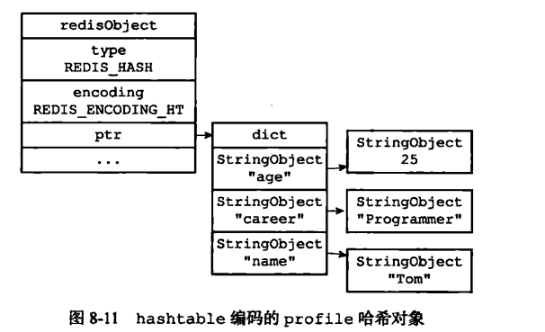 redisObject
type
REDIS_HASH
encoding
REDIS_ENCODING_HT
ptr
...
dict
StringObject
"age"
StringObject
"career"
StringObject
"name"
StringObject
25
StringObject
"Programmer"
StringObject
"Tom"
图 8-11 hashtable 编码的 profile 哈希对象